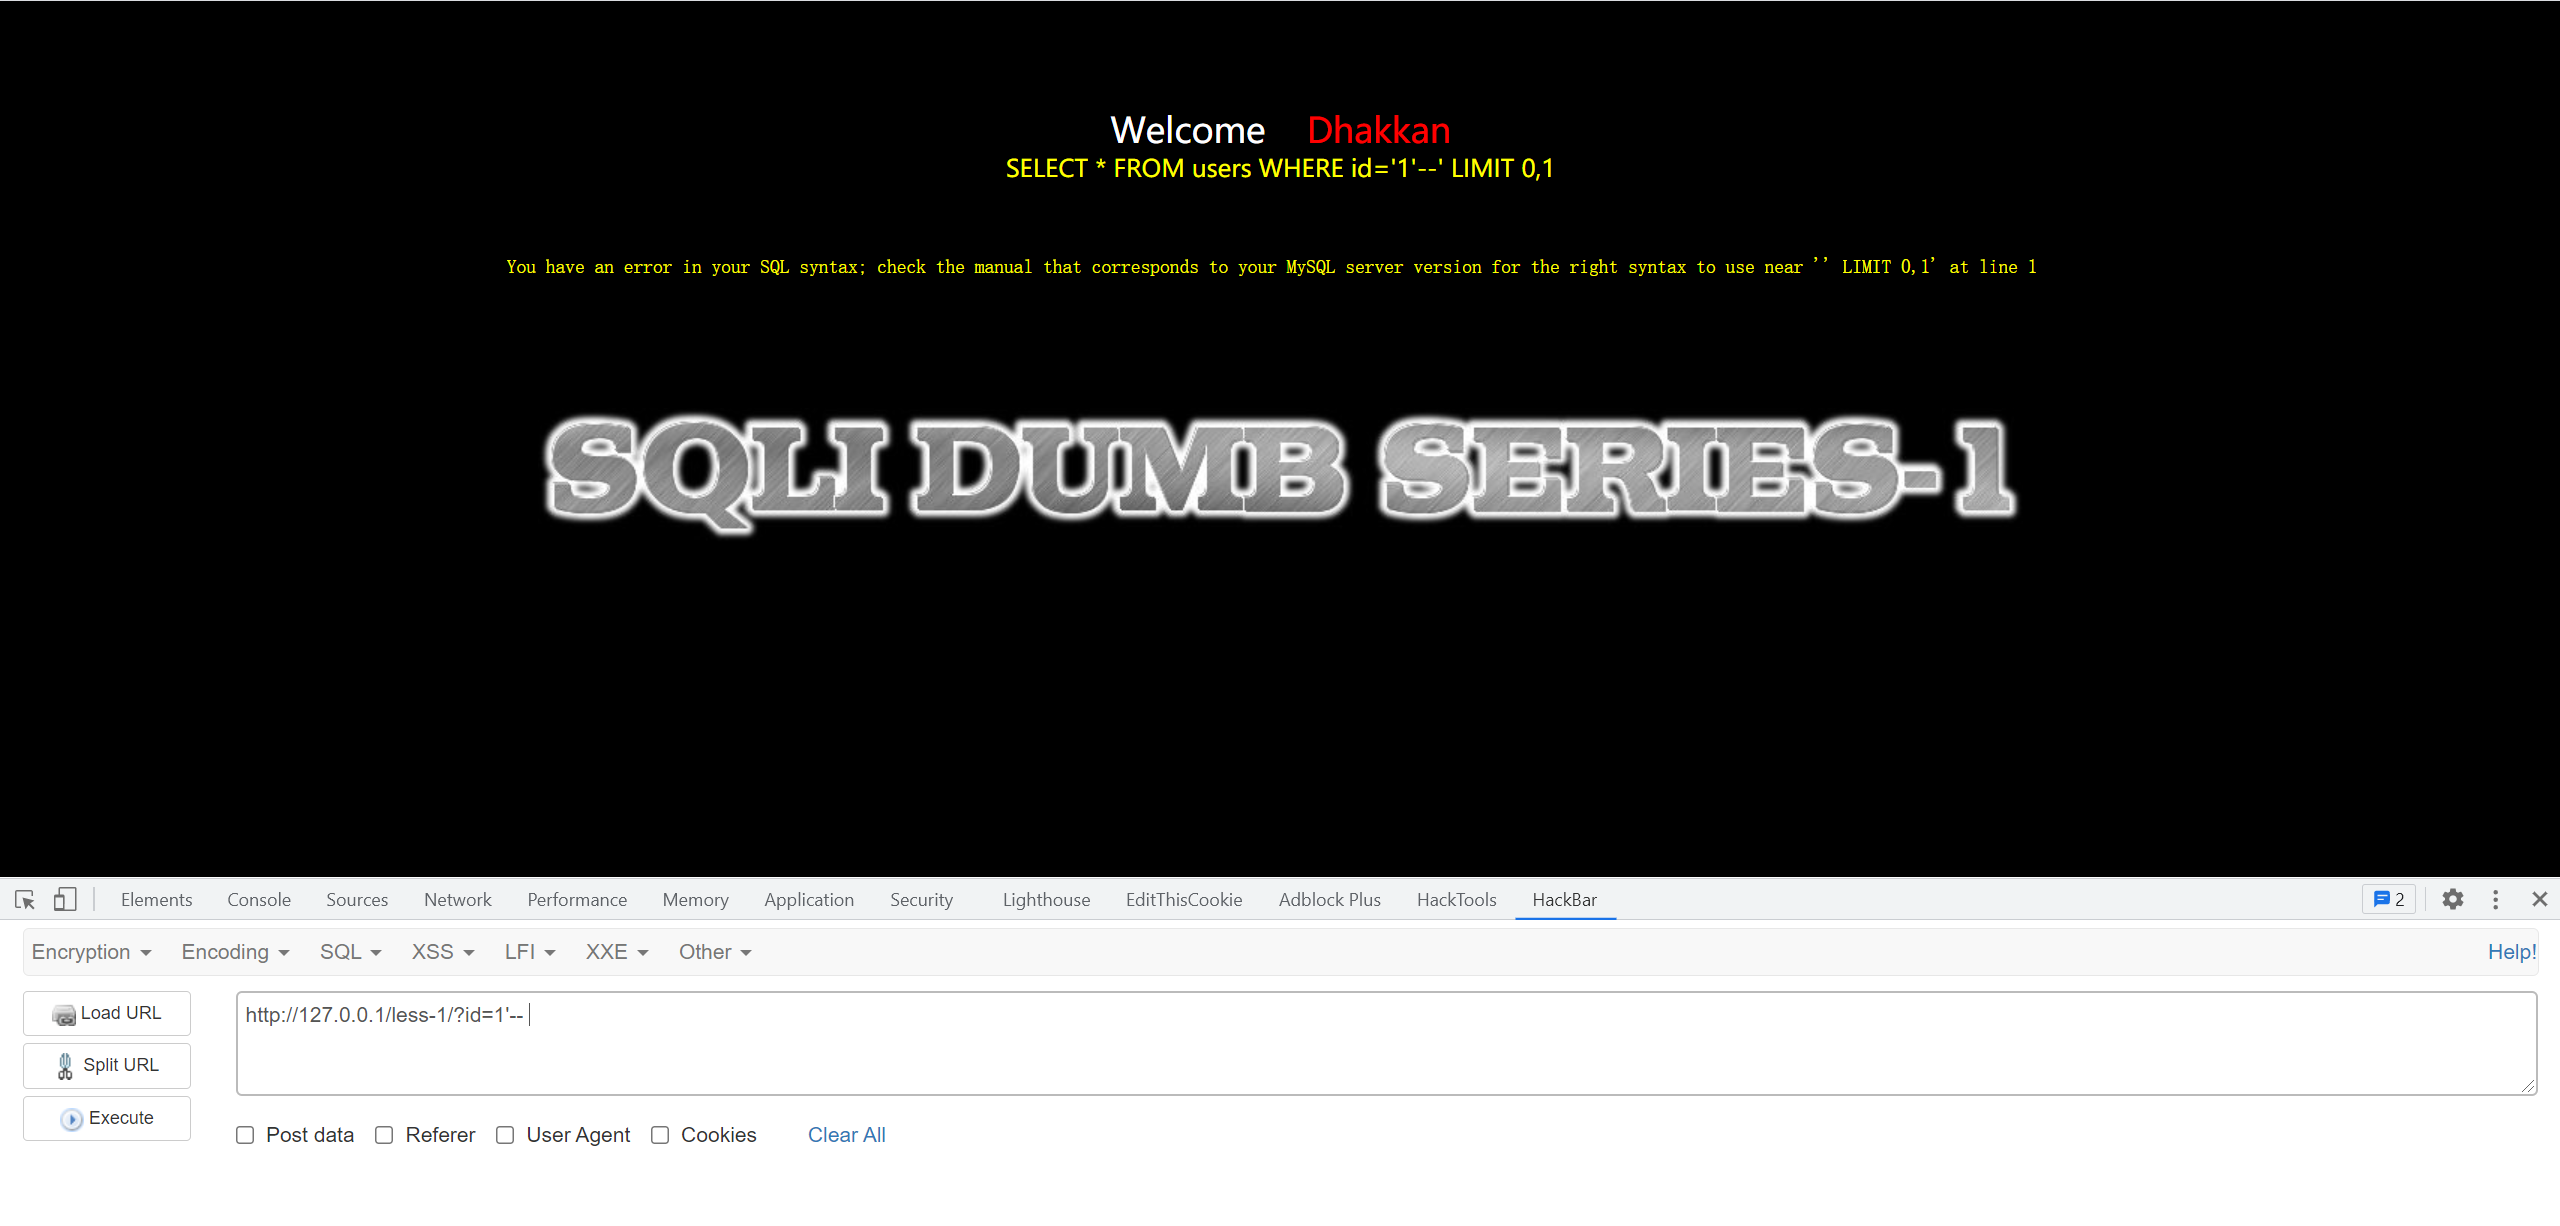 Welcome Dhakkan
SELECT * FROM users WHERE id='1'--' LIMIT 0,1
You have an error in your SQL syntax; check the manual that corresponds to your MySQL server version for the right syntax to use near '' LIMIT 0,1' at line 1
SQLI DUMB SERIES-1
Elements Console Sources Network Performance Memory Application Security Lighthouse EditThisCookie Adblock Plus HackTools HackBar 2
Encryption Encoding SQL XSS LFI XXE Other Help!
Load URL
http://127.0.0.1/less-1/?id=1'--
Split URL
Execute
Post data Referer User Agent Cookies Clear All